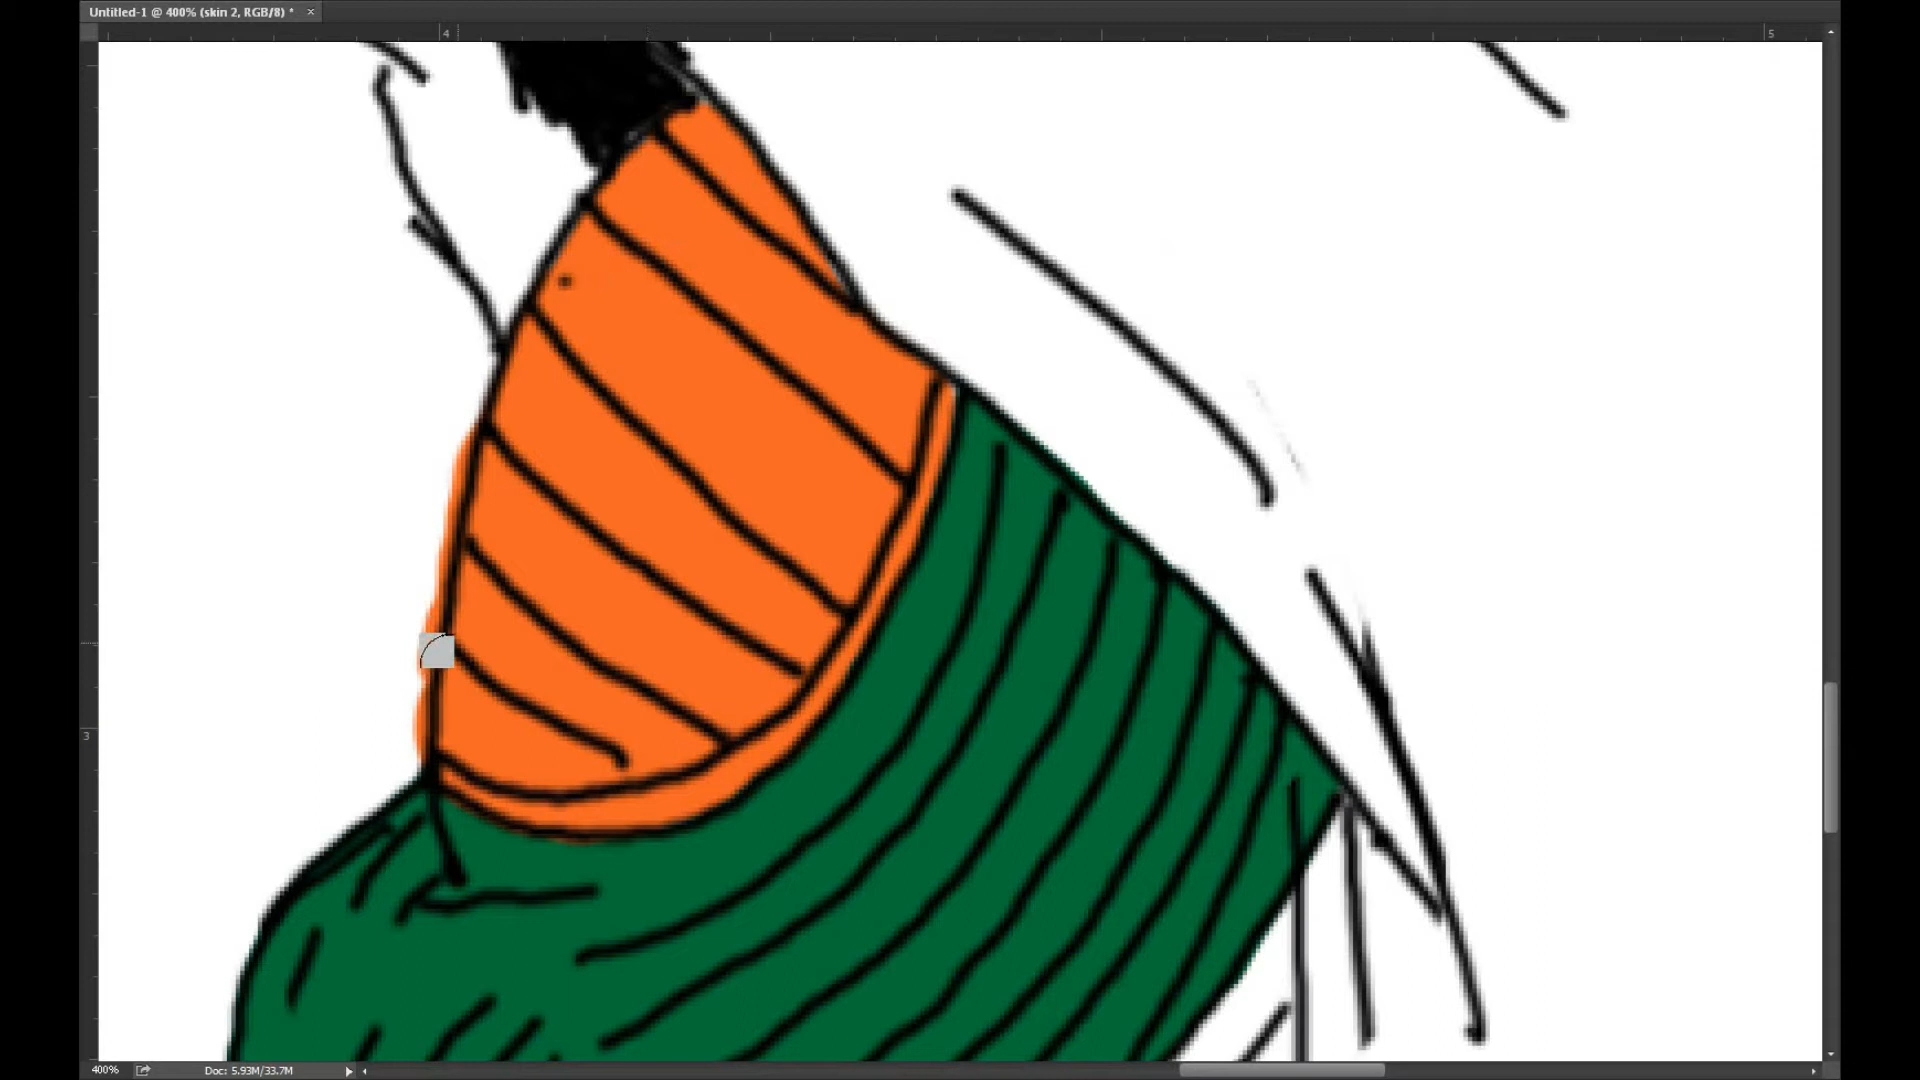 Untitled-1 @ 400% (skin 2, RGB/8) * ×
4 5
3
400% Doc: 5.93M/33.7M